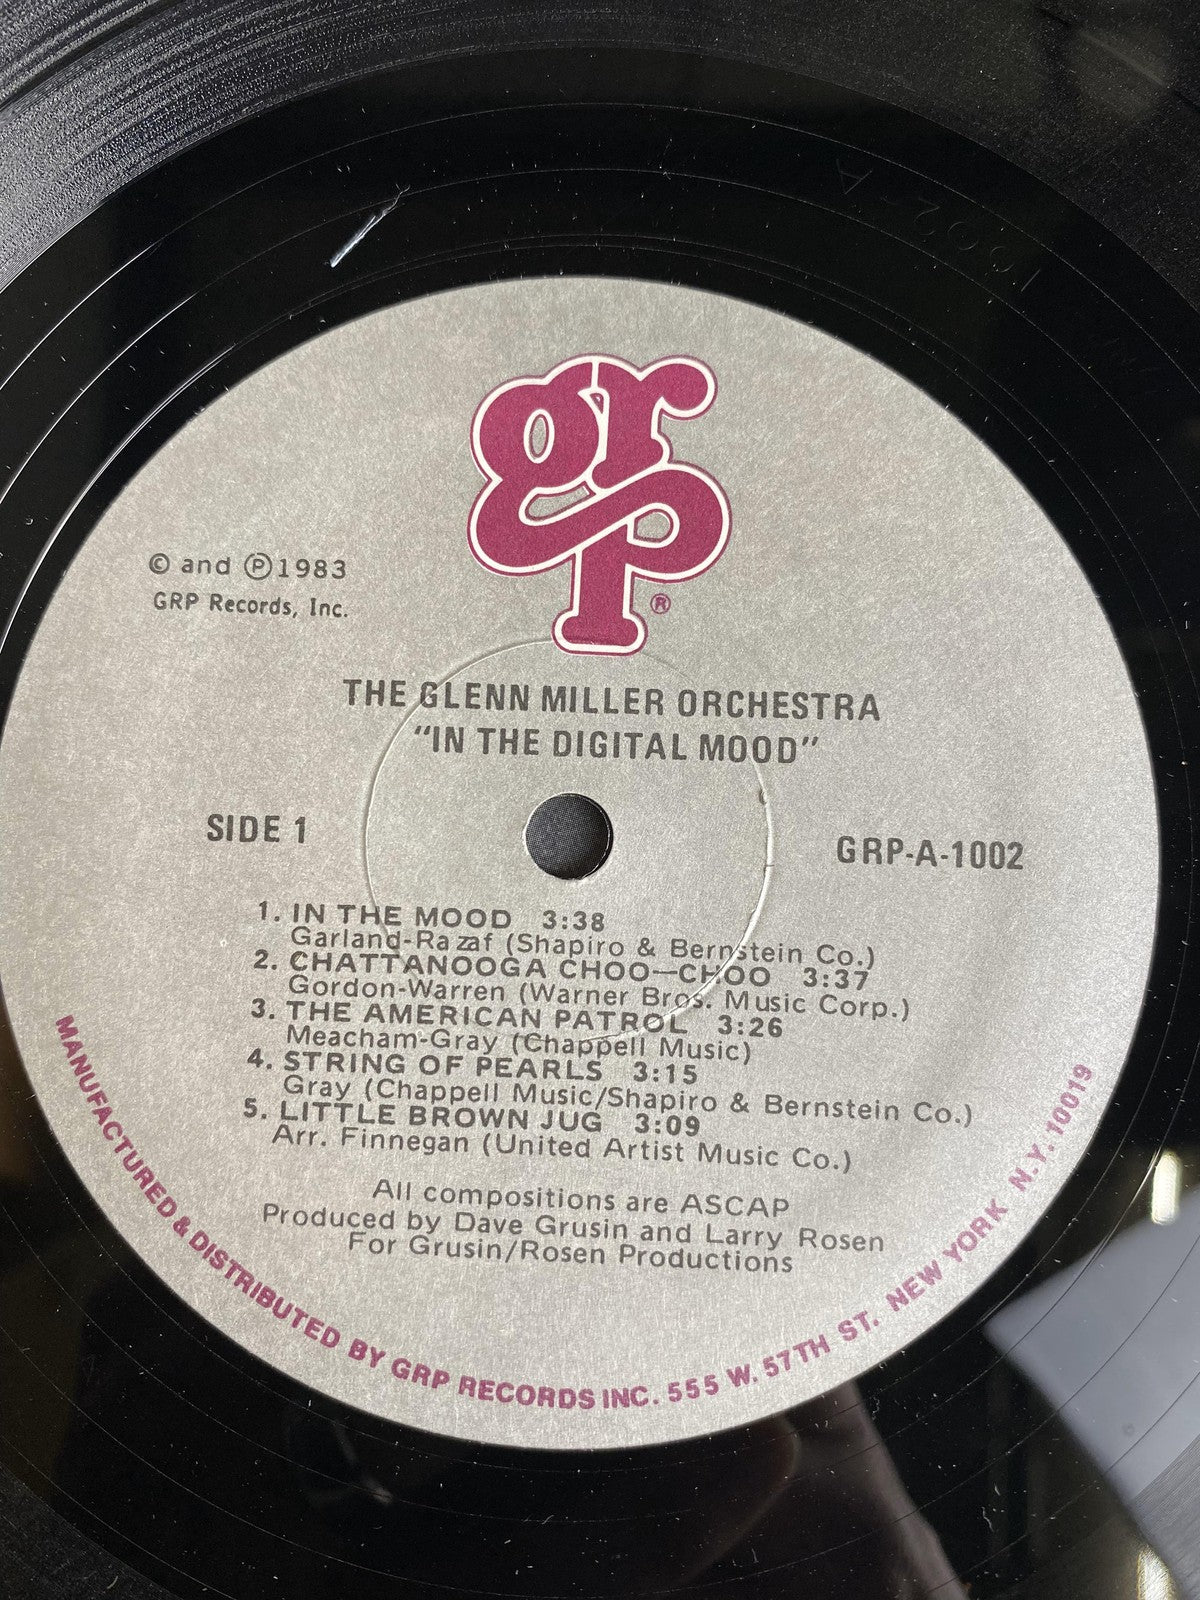 grp®
© and ℗1983
GRP Records, Inc.
THE GLENN MILLER ORCHESTRA
"IN THE DIGITAL MOOD"
SIDE 1
GRP-A-1002
1. IN THE MOOD 3:38
Garland-Razaf (Shapiro & Bernstein Co.)
2. CHATTANOOGA CHOO-CHOO 3:37
Gordon-Warren (Warner Bros. Music Corp.)
3. THE AMERICAN PATROL 3:26
Meacham-Gray (Chappell Music)
4. STRING OF PEARLS 3:15
Gray (Chappell Music/Shapiro & Bernstein Co.)
5. LITTLE BROWN JUG 3:09
Arr. Finnegan (United Artist Music Co.)
All compositions are ASCAP
Produced by Dave Grusin and Larry Rosen
For Grusin/Rosen Productions
MANUFACTURED & DISTRIBUTED BY GRP RECORDS INC. 555 W. 57TH ST. NEW YORK N.Y. 10019